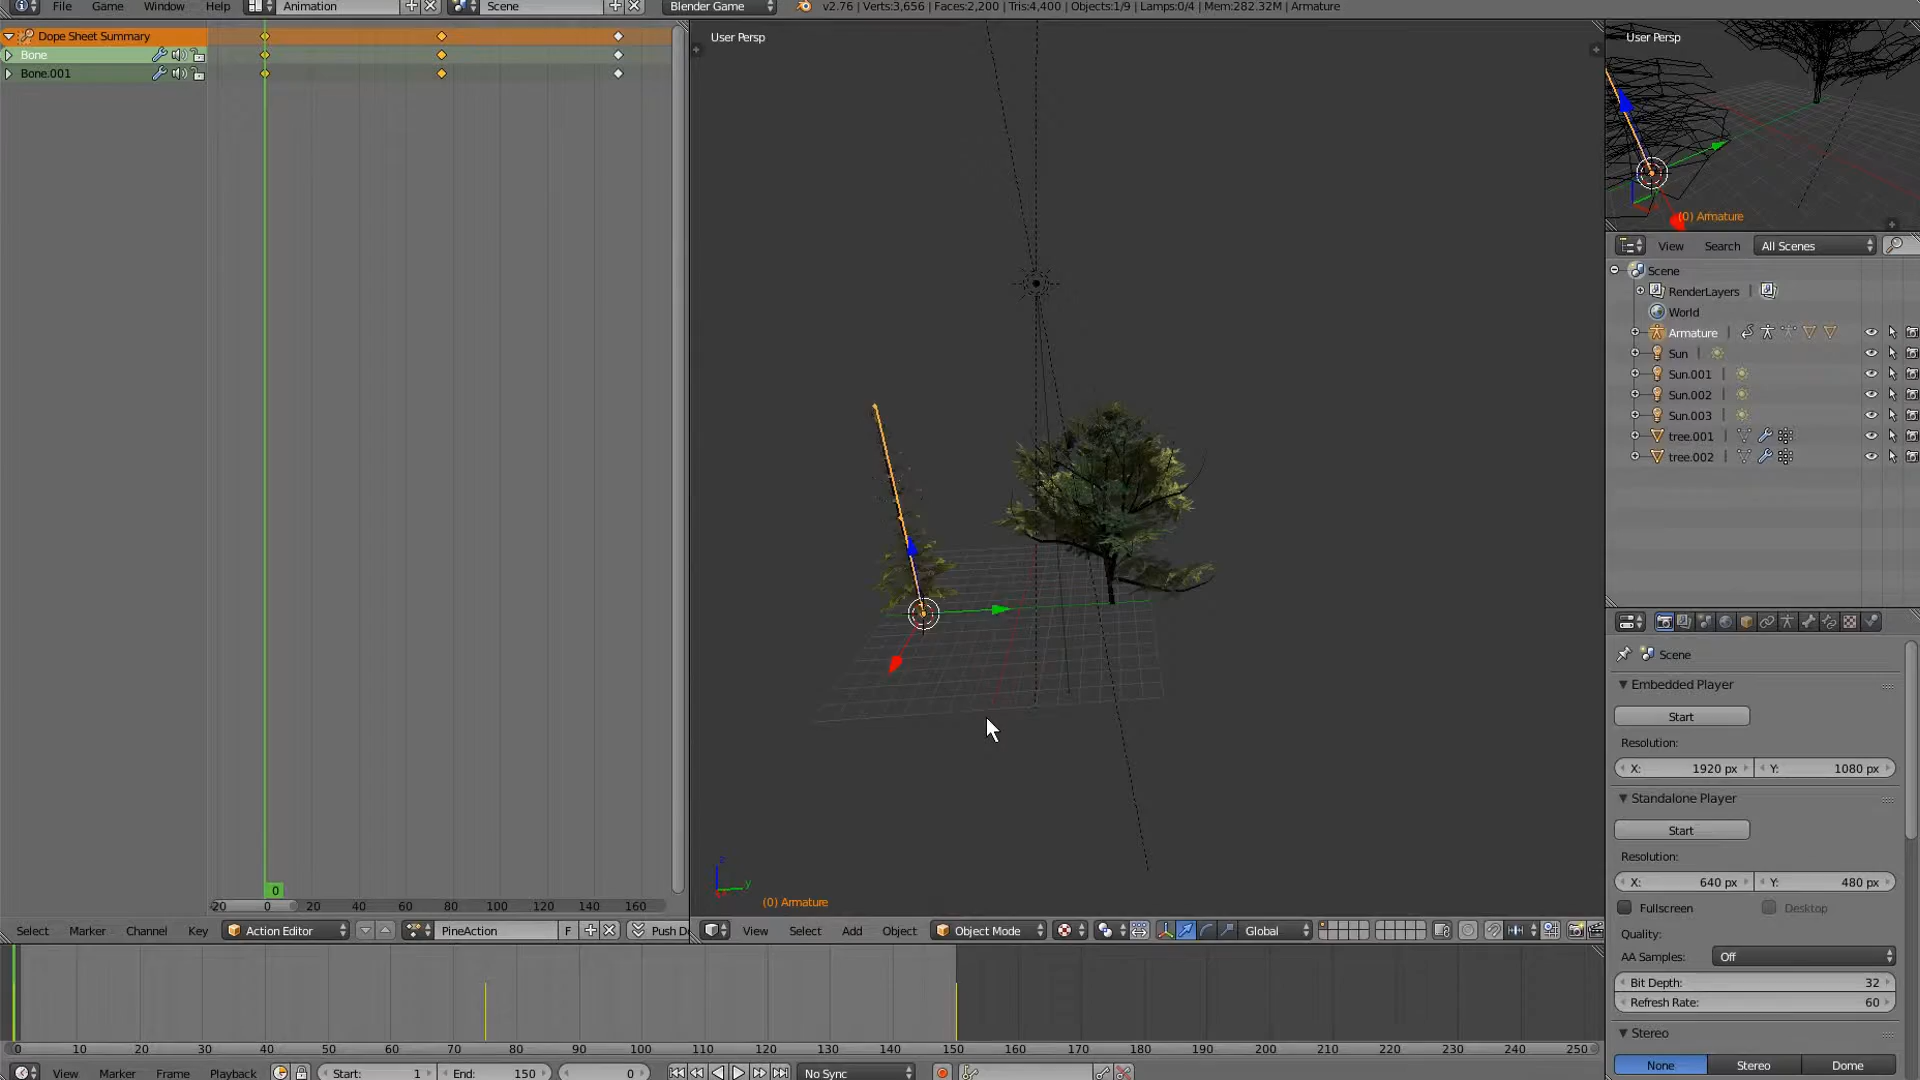 File Game Window Help Animation Scene Blender Game v2.76 | Verts:3,656 | Faces:2,200 | Tris:4,400 | Objects:1/9 | Lamps:0/4 | Mem:282.32M | Armature
Dope Sheet Summary
Bone
Bone.001
User Persp
User Persp
(0) Armature
View Search All Scenes
Scene
RenderLayers
World
Armature
Sun
Sun.001
Sun.002
Sun.003
tree.001
tree.002
Scene
Embedded Player
Start
Resolution:
X: 1920 px Y: 1080 px
Standalone Player
Start
Resolution:
X: 640 px Y: 480 px
Fullscreen Desktop
Quality:
AA Samples: Off
Bit Depth: 32
Refresh Rate: 60
Stereo
None Stereo Dome
z
y
(0) Armature
0
-20 0 20 40 60 80 100 120 140 160
Select Marker Channel Key Action Editor PineAction F Push D
View Select Add Object Object Mode Global
0 10 20 30 40 50 60 70 80 90 100 110 120 130 140 150 160 170 180 190 200 210 220 230 240 250
View Marker Frame Playback Start: 1 End: 150 0 No Sync